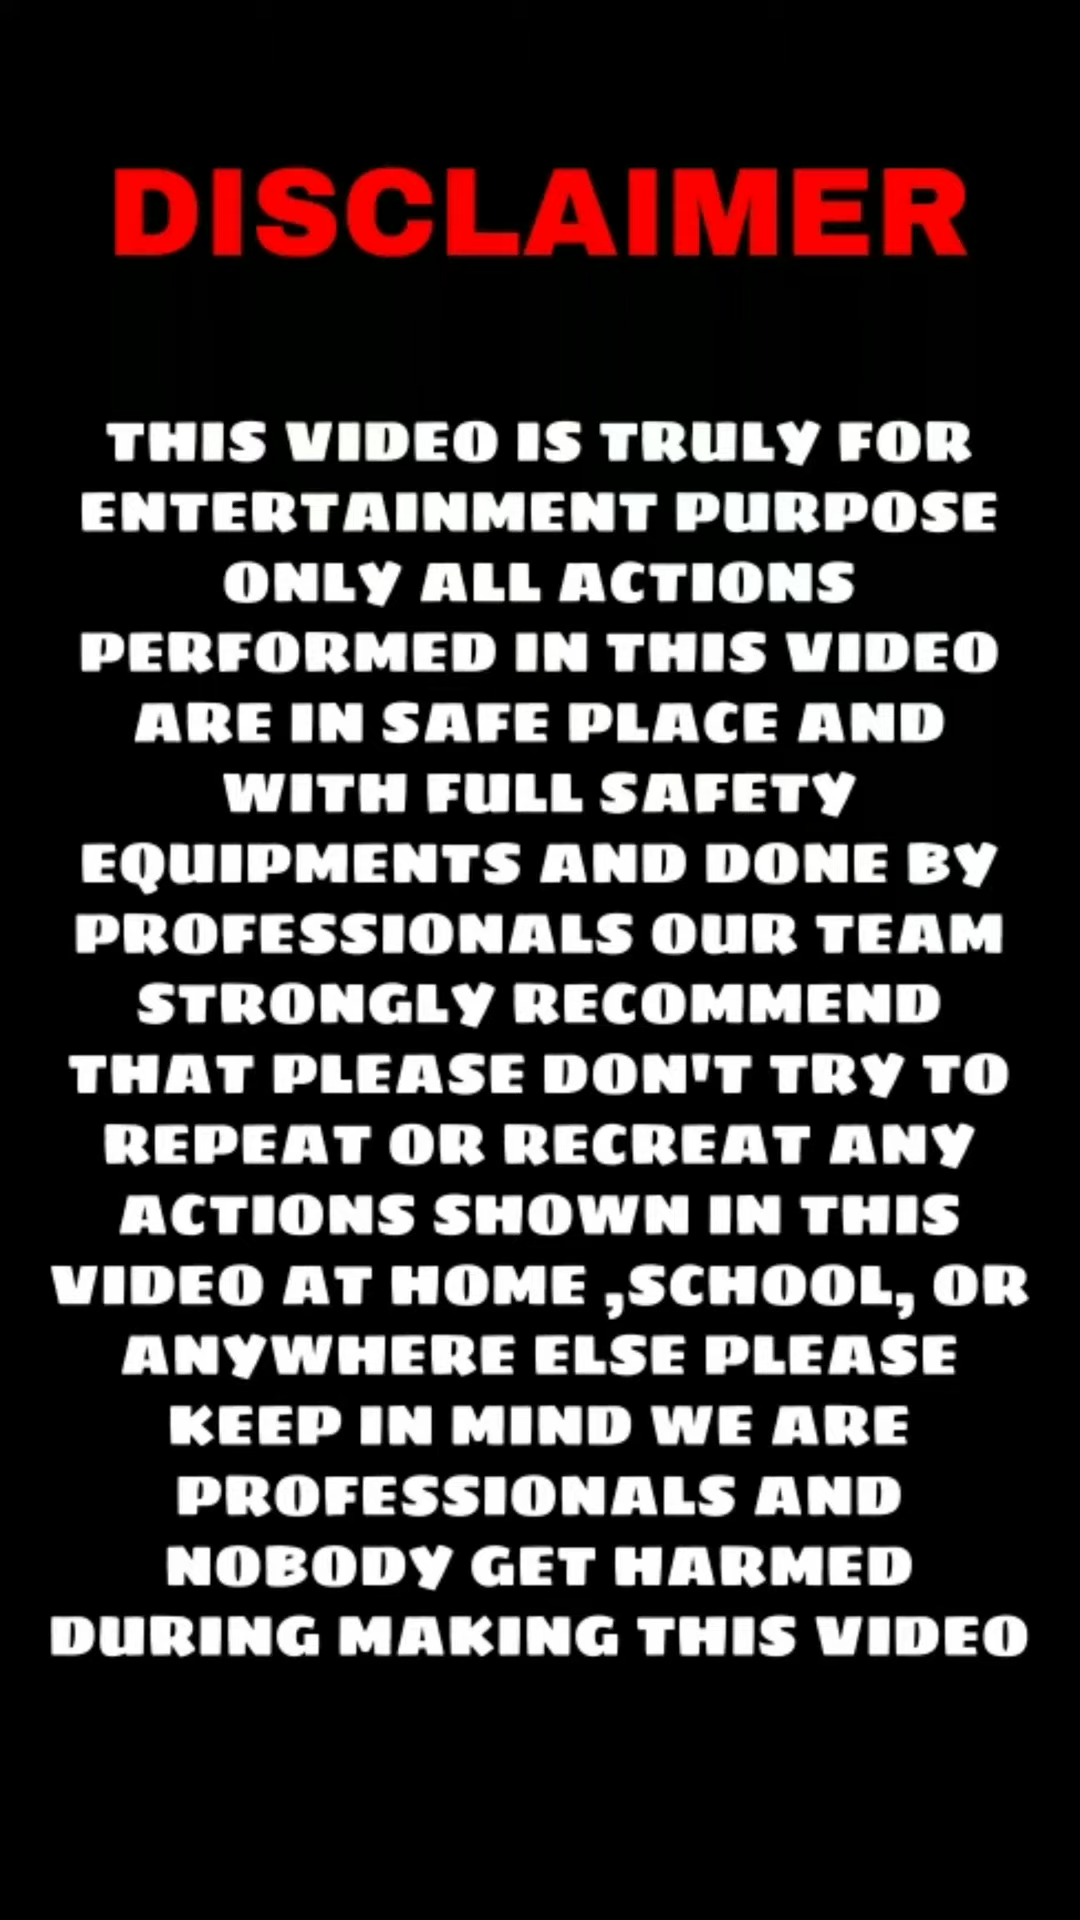 DISCLAIMER
THIS VIDEO IS TRULY FOR
ENTERTAINMENT PURPOSE
ONLY ALL ACTIONS
PERFORMED IN THIS VIDEO
ARE IN SAFE PLACE AND
WITH FULL SAFETY
EQUIPMENTS AND DONE BY
PROFESSIONALS OUR TEAM
STRONGLY RECOMMEND
THAT PLEASE DON'T TRY TO
REPEAT OR RECREAT ANY
ACTIONS SHOWN IN THIS
VIDEO AT HOME ,SCHOOL, OR
ANYWHERE ELSE PLEASE
KEEP IN MIND WE ARE
PROFESSIONALS AND
NOBODY GET HARMED
DURING MAKING THIS VIDEO